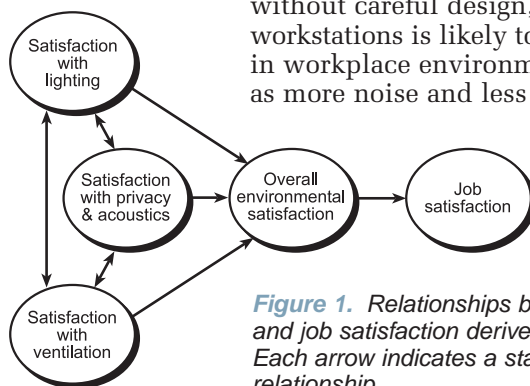 without careful design,
workstations is likely to
in workplace environm
as more noise and less
Satisfaction
with
lighting
Satisfaction
with privacy
& acoustics
Overall
environmental
satisfaction
Job
satisfaction
Satisfaction
with
ventilation
Figure 1. Relationships b
and job satisfaction derive
Each arrow indicates a sta
relationship